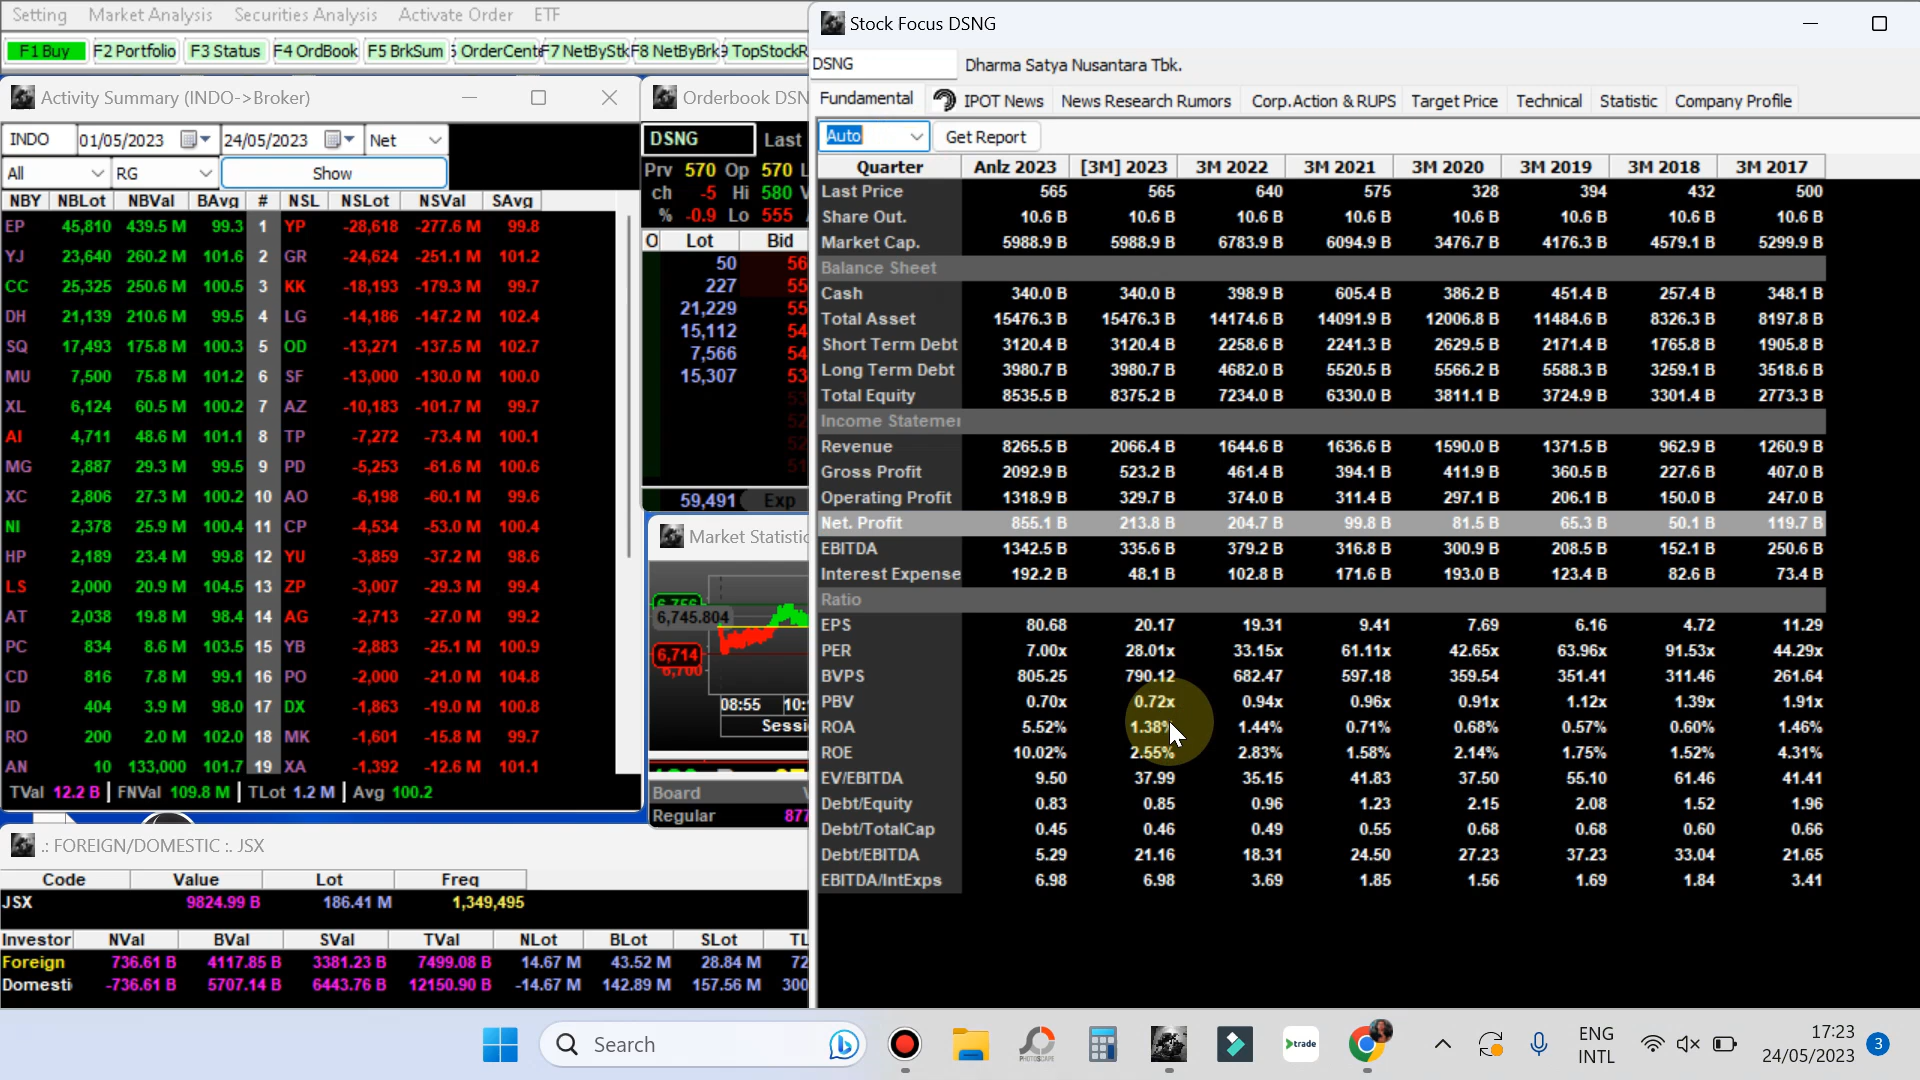 Setting Market Analysis Securities Analysis Activate Order ETF
F1 Buy F2 Portfolio F3 Status F4 OrdBook F5 BrkSum OrderCent F7 NetByStk F8 NetByBrk TopStockR
Activity Summary (INDO->Broker)
INDO 01/05/2023 24/05/2023 Net
All RG Show
NBY NBLot NBVal BAvg # NSL NSLot NSVal SAvg
EP 45,810 439.5 M 99.3 1 YP -28,618 -277.6 M 99.8
YJ 23,640 260.2 M 101.6 2 GR -24,624 -251.1 M 101.2
CC 25,325 250.6 M 100.5 3 KK -18,193 -179.3 M 99.7
DH 21,139 210.6 M 99.5 4 LG -14,186 -147.2 M 102.4
SQ 17,493 175.8 M 100.3 5 OD -13,271 -137.5 M 102.7
MU 7,500 75.8 M 101.2 6 SF -13,000 -130.0 M 100.0
XL 6,124 60.5 M 100.2 7 AZ -10,183 -101.7 M 99.7
AI 4,711 48.6 M 101.1 8 TP -7,272 -73.4 M 100.1
MG 2,887 29.3 M 99.5 9 PD -5,253 -61.6 M 100.6
XC 2,806 27.3 M 100.2 10 AO -6,198 -60.1 M 99.6
NI 2,378 25.9 M 100.4 11 CP -4,534 -53.0 M 100.4
HP 2,189 23.4 M 99.8 12 YU -3,859 -37.2 M 98.6
LS 2,000 20.9 M 104.5 13 ZP -3,007 -29.3 M 99.4
AT 2,038 19.8 M 98.4 14 AG -2,713 -27.0 M 99.2
PC 834 8.6 M 103.5 15 YB -2,883 -25.1 M 100.9
CD 816 7.8 M 99.1 16 PO -2,000 -21.0 M 104.8
ID 404 3.9 M 98.0 17 DX -1,863 -19.0 M 100.8
RO 200 2.0 M 102.0 18 MK -1,601 -15.8 M 99.7
AN 10 133,000 101.7 19 XA -1,392 -12.6 M 101.1
TVal 12.2 B | FNVal 109.8 M | TLot 1.2 M | Avg 100.2
Orderbook DSN
DSNG Last
Prv 570 Op 570 L
ch -5 Hi 580 V
% -0.9 Lo 555
O Lot Bid
50 56
227 55
21,229 55
15,112 54
7,566 54
15,307 53
59,491 Exp
Market Statistic
6,756
6,745.804
6,714
6,700
08:55 10:
Sessi
Board V
Regular 877
.: FOREIGN/DOMESTIC :. JSX
Code Value Lot Freq
JSX 9824.99 B 186.41 M 1,349,495
Investor NVal BVal SVal TVal NLot BLot SLot TL
Foreign 736.61 B 4117.85 B 3381.23 B 7499.08 B 14.67 M 43.52 M 28.84 M 72
Domesti -736.61 B 5707.14 B 6443.76 B 12150.90 B -14.67 M 142.89 M 157.56 M 300
Stock Focus DSNG
DSNG Dharma Satya Nusantara Tbk.
Fundamental IPOT News News Research Rumors Corp.Action & RUPS Target Price Technical Statistic Company Profile
Auto Get Report
Quarter Anlz 2023 [3M] 2023 3M 2022 3M 2021 3M 2020 3M 2019 3M 2018 3M 2017
Last Price 565 565 640 575 328 394 432 500
Share Out. 10.6 B 10.6 B 10.6 B 10.6 B 10.6 B 10.6 B 10.6 B 10.6 B
Market Cap. 5988.9 B 5988.9 B 6783.9 B 6094.9 B 3476.7 B 4176.3 B 4579.1 B 5299.9 B
Balance Sheet
Cash 340.0 B 340.0 B 398.9 B 605.4 B 386.2 B 451.4 B 257.4 B 348.1 B
Total Asset 15476.3 B 15476.3 B 14174.6 B 14091.9 B 12006.8 B 11484.6 B 8326.3 B 8197.8 B
Short Term Debt 3120.4 B 3120.4 B 2258.6 B 2241.3 B 2629.5 B 2171.4 B 1765.8 B 1905.8 B
Long Term Debt 3980.7 B 3980.7 B 4682.0 B 5520.5 B 5566.2 B 5588.3 B 3259.1 B 3518.6 B
Total Equity 8535.5 B 8375.2 B 7234.0 B 6330.0 B 3811.1 B 3724.9 B 3301.4 B 2773.3 B
Income Statemer
Revenue 8265.5 B 2066.4 B 1644.6 B 1636.6 B 1590.0 B 1371.5 B 962.9 B 1260.9 B
Gross Profit 2092.9 B 523.2 B 461.4 B 394.1 B 411.9 B 360.5 B 227.6 B 407.0 B
Operating Profit 1318.9 B 329.7 B 374.0 B 311.4 B 297.1 B 206.1 B 150.0 B 247.0 B
Net. Profit 855.1 B 213.8 B 204.7 B 99.8 B 81.5 B 65.3 B 50.1 B 119.7 B
EBITDA 1342.5 B 335.6 B 379.2 B 316.8 B 300.9 B 208.5 B 152.1 B 250.6 B
Interest Expense 192.2 B 48.1 B 102.8 B 171.6 B 193.0 B 123.4 B 82.6 B 73.4 B
Ratio
EPS 80.68 20.17 19.31 9.41 7.69 6.16 4.72 11.29
PER 7.00x 28.01x 33.15x 61.11x 42.65x 63.96x 91.53x 44.29x
BVPS 805.25 790.12 682.47 597.18 359.54 351.41 311.46 261.64
PBV 0.70x 0.72x 0.94x 0.96x 0.91x 1.12x 1.39x 1.91x
ROA 5.52% 1.38% 1.44% 0.71% 0.68% 0.57% 0.60% 1.46%
ROE 10.02% 2.55% 2.83% 1.58% 2.14% 1.75% 1.52% 4.31%
EV/EBITDA 9.50 37.99 35.15 41.83 37.50 55.10 61.46 41.41
Debt/Equity 0.83 0.85 0.96 1.23 2.15 2.08 1.52 1.96
Debt/TotalCap 0.45 0.46 0.49 0.55 0.68 0.68 0.60 0.66
Debt/EBITDA 5.29 21.16 18.31 24.50 27.23 37.23 33.04 21.65
EBITDA/IntExps 6.98 6.98 3.69 1.85 1.56 1.69 1.84 3.41
Search PHOTOSCAPE trade ENG INTL 17:23 24/05/2023 3